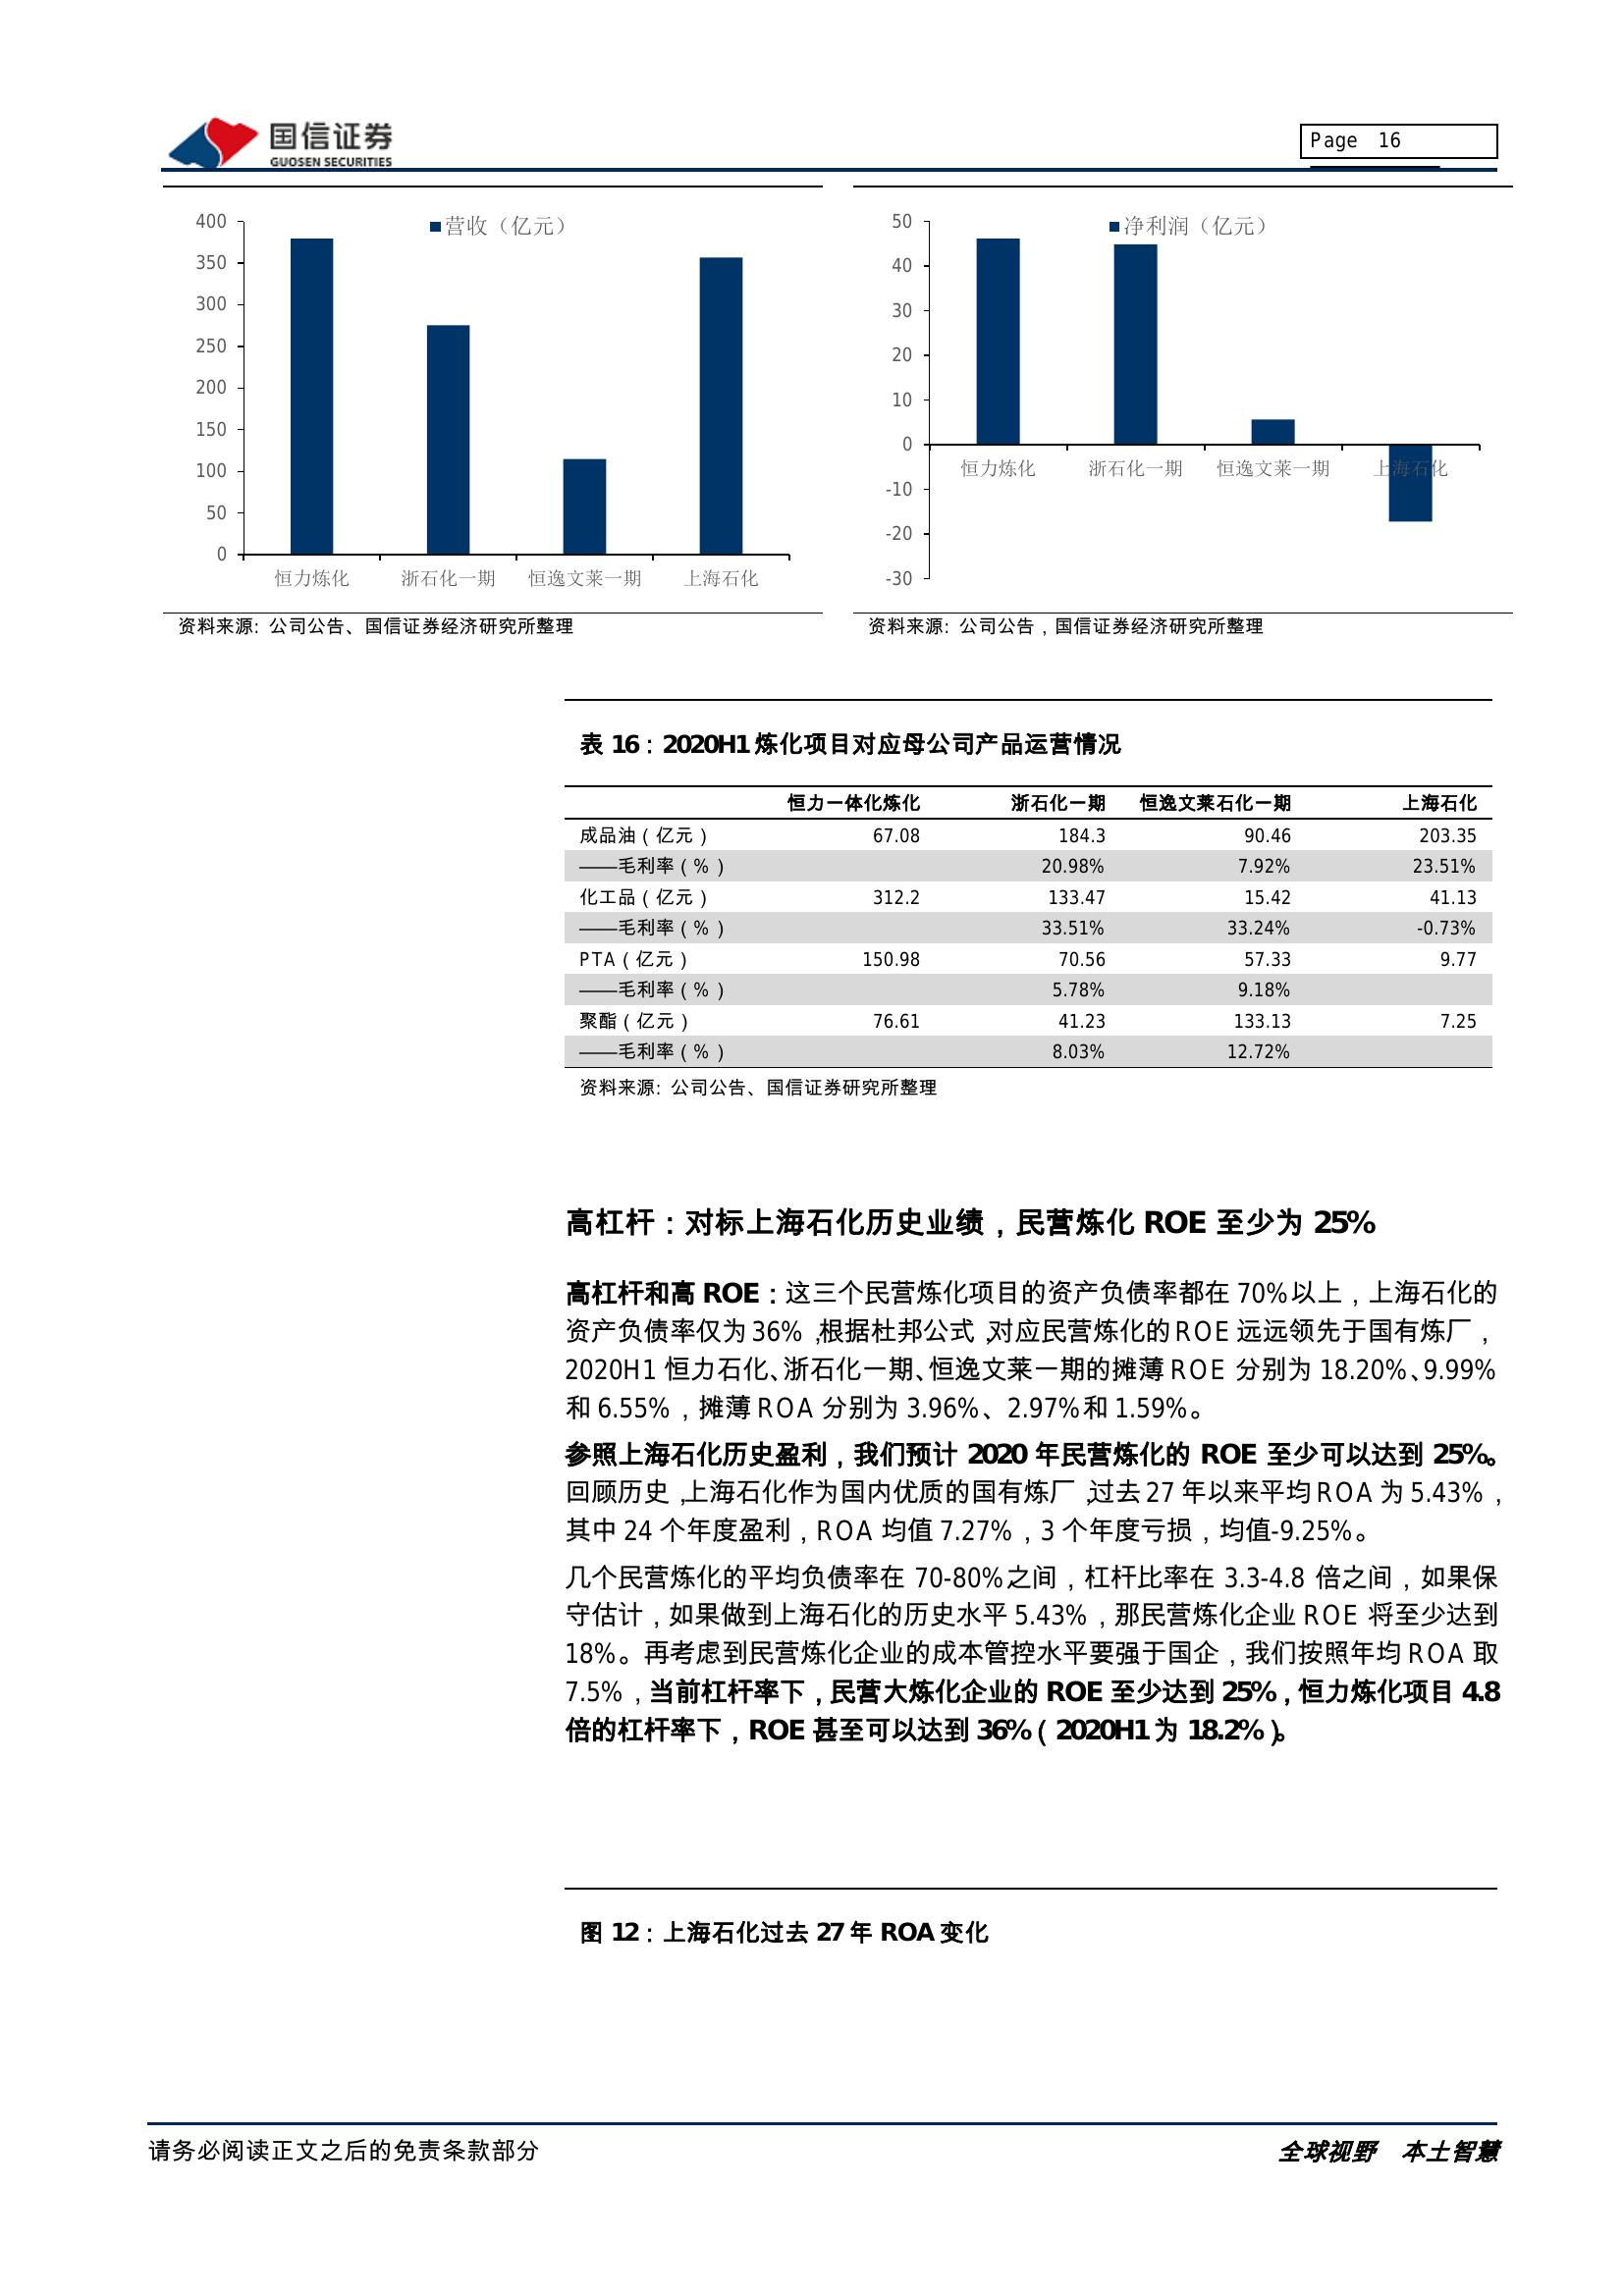 国信证券
GUOSEN SECURITIES
Page 16
营收（亿元）
400
350
300
250
200
150
100
50
0
恒力炼化 浙石化一期 恒逸文莱一期 上海石化
资料来源: 公司公告、国信证券经济研究所整理
净利润（亿元）
50
40
30
20
10
0
-10
-20
-30
恒力炼化 浙石化一期 恒逸文莱一期 上海石化
资料来源: 公司公告，国信证券经济研究所整理
表 16：2020H1 炼化项目对应母公司产品运营情况
恒力一体化炼化 浙石化一期 恒逸文莱石化一期 上海石化
成品油（亿元） 67.08 184.3 90.46 203.35
——毛利率（%） 20.98% 7.92% 23.51%
化工品（亿元） 312.2 133.47 15.42 41.13
——毛利率（%） 33.51% 33.24% -0.73%
PTA（亿元） 150.98 70.56 57.33 9.77
——毛利率（%） 5.78% 9.18%
聚酯（亿元） 76.61 41.23 133.13 7.25
——毛利率（%） 8.03% 12.72%
资料来源: 公司公告、国信证券研究所整理
高杠杆：对标上海石化历史业绩，民营炼化 ROE 至少为 25%
高杠杆和高 ROE：这三个民营炼化项目的资产负债率都在 70%以上，上海石化的
资产负债率仅为 36%，根据杜邦公式，对应民营炼化的 ROE 远远领先于国有炼厂，
2020H1 恒力石化、浙石化一期、恒逸文莱一期的摊薄 ROE 分别为 18.20%、9.99%
和 6.55%，摊薄 ROA 分别为 3.96%、2.97%和 1.59%。
参照上海石化历史盈利，我们预计 2020 年民营炼化的 ROE 至少可以达到 25%。
回顾历史，上海石化作为国内优质的国有炼厂，过去 27 年以来平均 ROA 为 5.43%，
其中 24 个年度盈利，ROA 均值 7.27%，3 个年度亏损，均值-9.25%。
几个民营炼化的平均负债率在 70-80%之间，杠杆比率在 3.3-4.8 倍之间，如果保
守估计，如果做到上海石化的历史水平 5.43%，那民营炼化企业 ROE 将至少达到
18%。再考虑到民营炼化企业的成本管控水平要强于国企，我们按照年均 ROA 取
7.5%，当前杠杆率下，民营大炼化企业的 ROE 至少达到 25%，恒力炼化项目 4.8
倍的杠杆率下，ROE 甚至可以达到 36%（2020H1 为 18.2%）。
图 12：上海石化过去 27 年 ROA 变化
请务必阅读正文之后的免责条款部分
全球视野 本土智慧